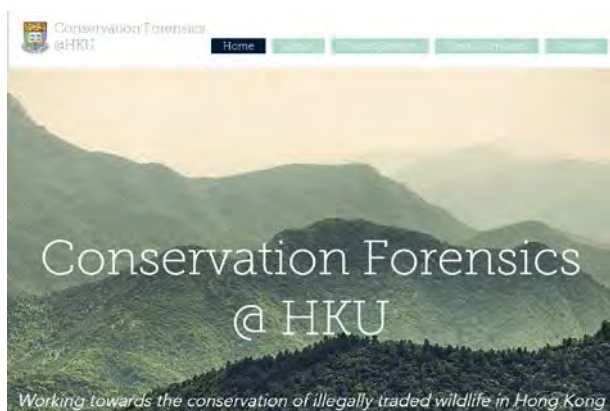 Conservation Forensics
@HKU
Home
Conservation Forensics
@ HKU
Working towards the conservation of illegally traded wildlife in Hong Kong